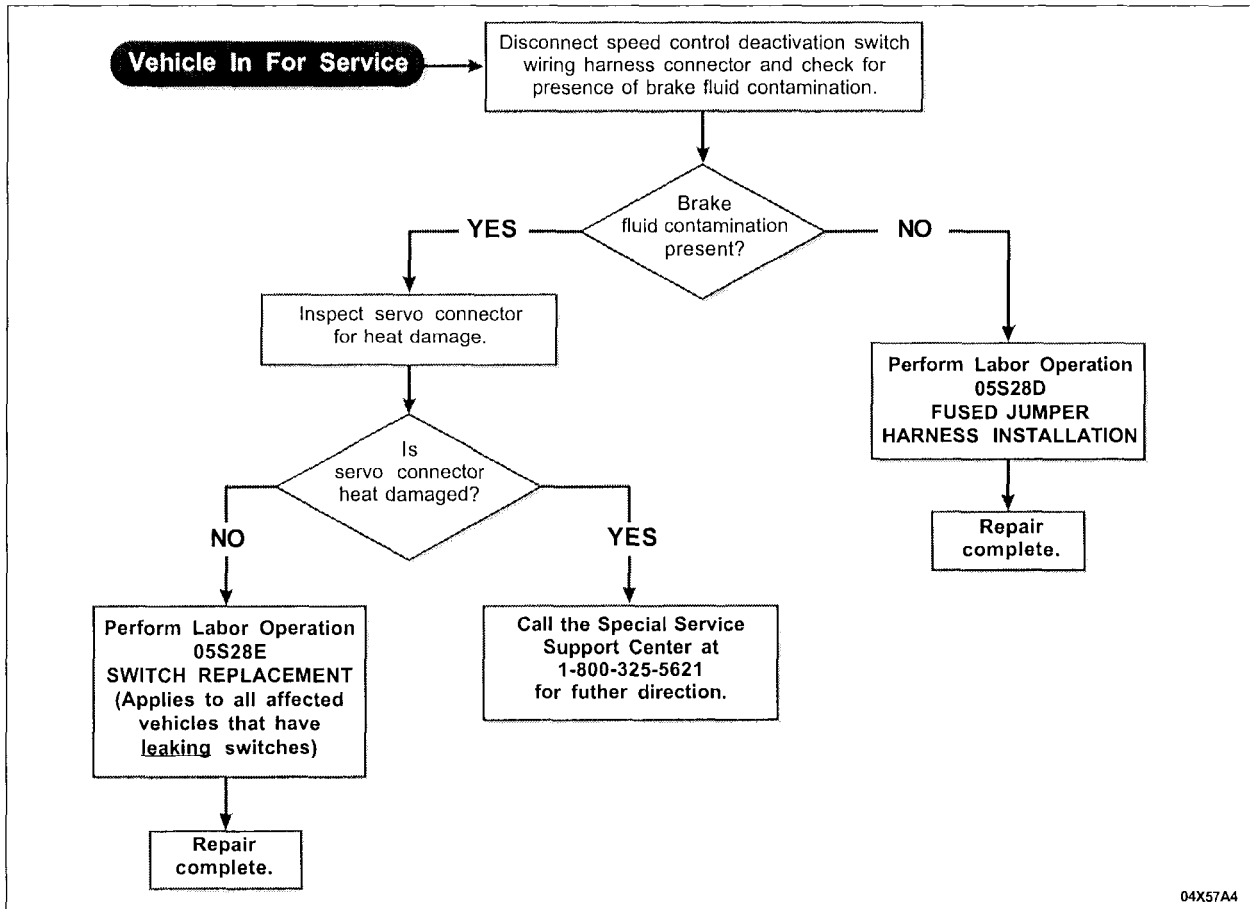 Vehicle In For Service
Disconnect speed control deactivation switch
wiring harness connector and check for
presence of brake fluid contamination.
Brake
fluid contamination
present?
YES
NO
Inspect servo connector
for heat damage.
Perform Labor Operation
05S28D
FUSED JUMPER
HARNESS INSTALLATION
Is
servo connector
heat damaged?
Repair
complete.
NO
YES
Perform Labor Operation
05S28E
SWITCH REPLACEMENT
(Applies to all affected
vehicles that have
leaking switches)
Call the Special Service
Support Center at
1-800-325-5621
for futher direction.
Repair
complete.
04X57A4